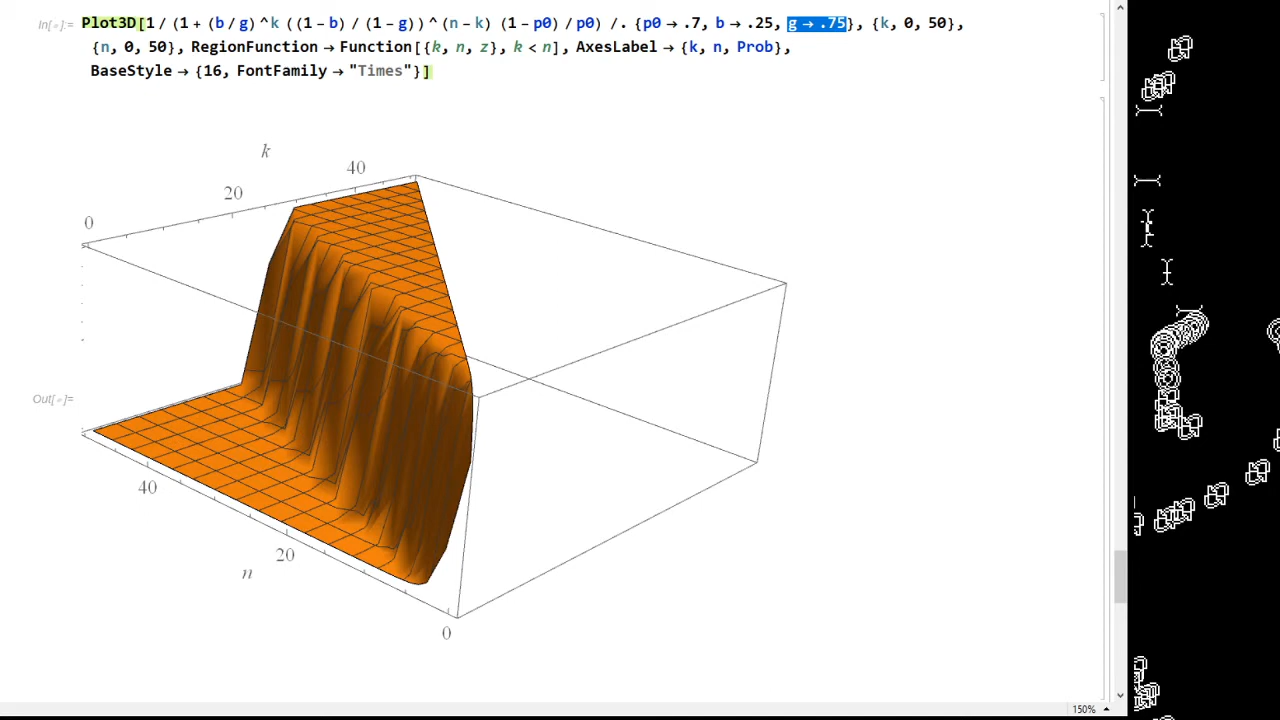 In[◦]:= Plot3D[1 / (1 + (b / g)^k ((1 - b) / (1 - g))^(n - k) (1 - p0) / p0) /. {p0 → .7, b → .25, g → .75}, {k, 0, 50},
{n, 0, 50}, RegionFunction → Function[{k, n, z}, k < n], AxesLabel → {k, n, Prob},
BaseStyle → {16, FontFamily → "Times"}]
k
40
20
0
Out[◦]=
40
20
n
0
150%